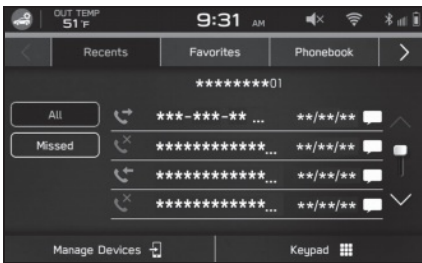 OUT TEMP
51°F
9:31 AM
Recents Favorites Phonebook
********01
All
Missed
***-***-** ... **/**/**
************... **/**/**
************... **/**/**
************... **/**/**
Manage Devices Keypad